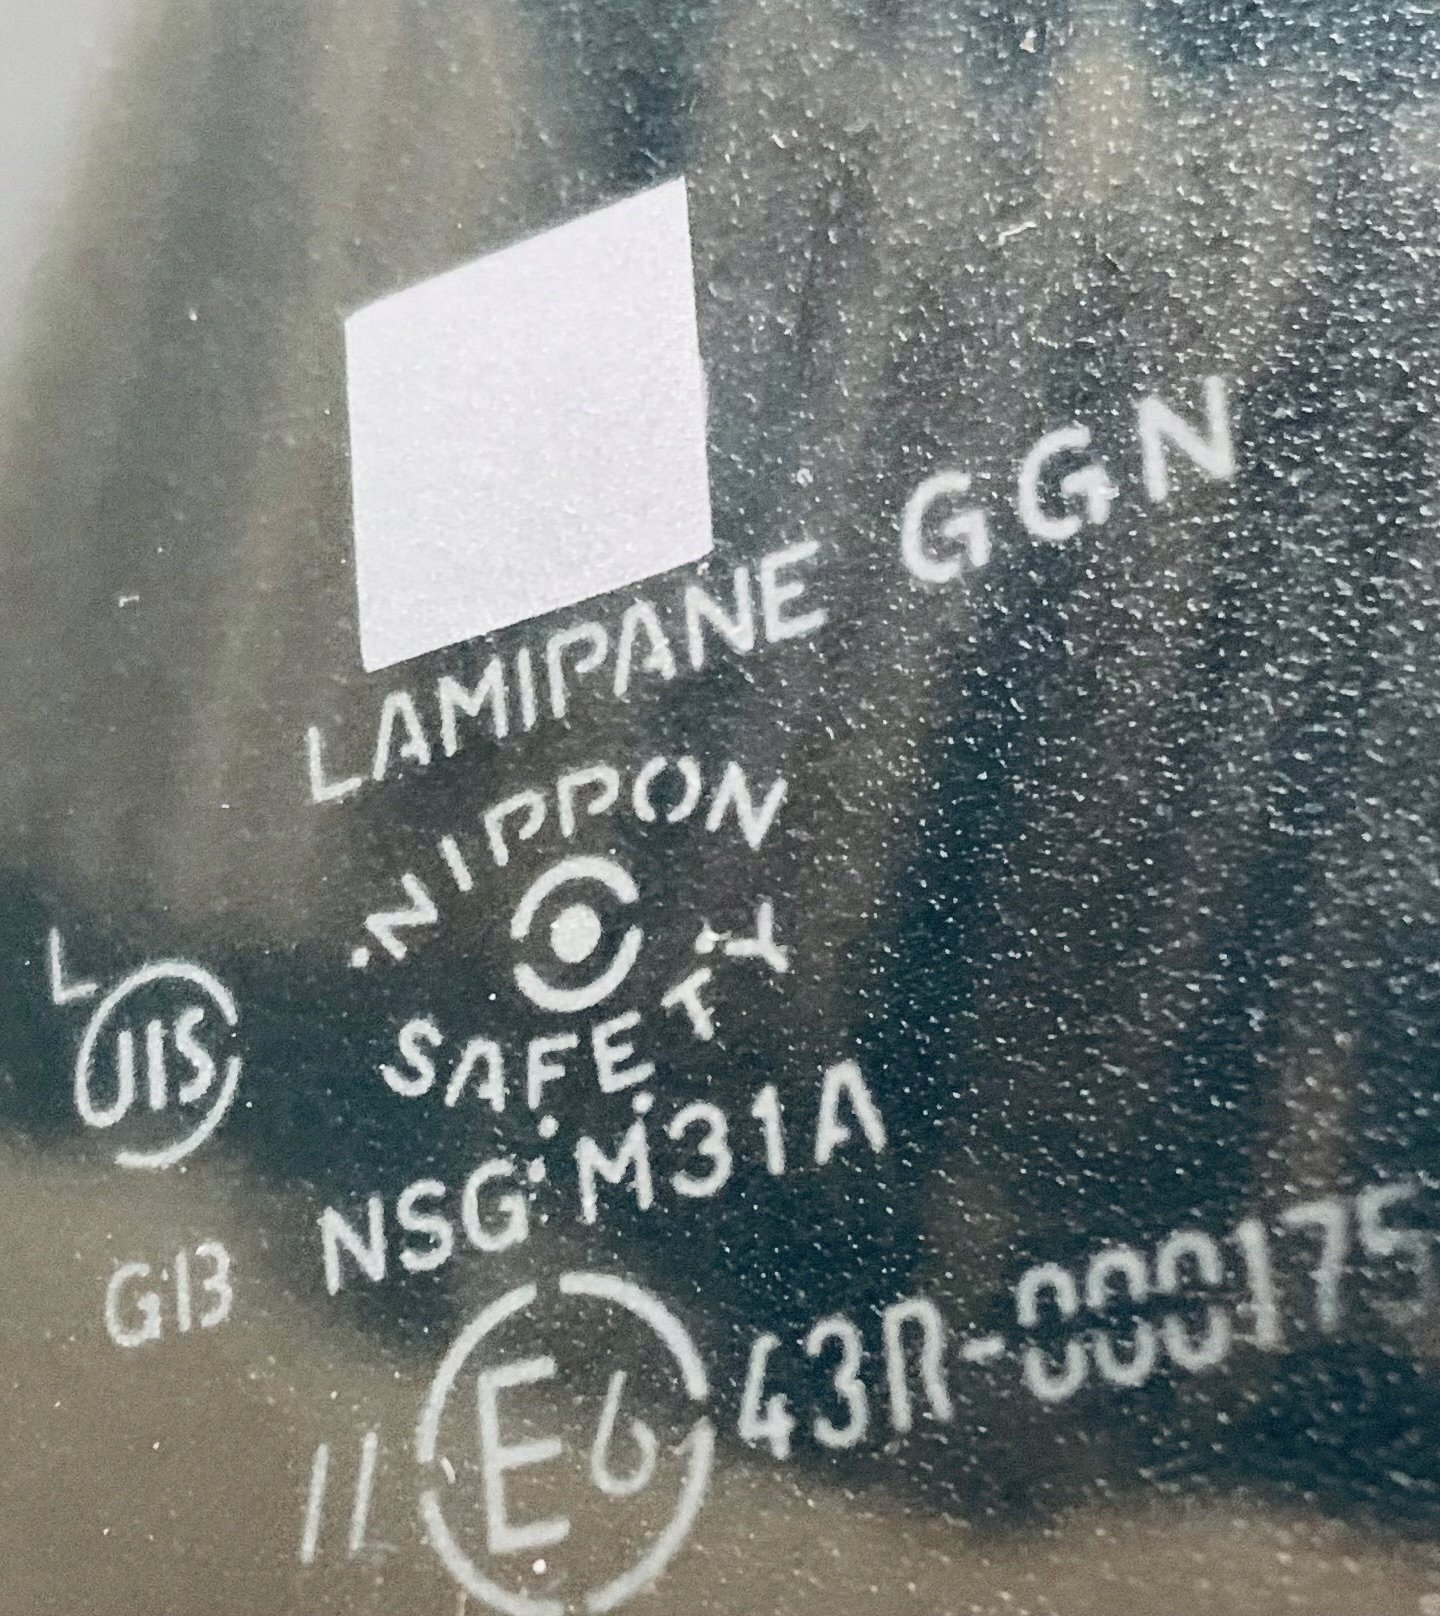 LAMIPANE GGN
NIPPON
SAFETY
L
JIS
NSG M31A
G13
II E6 43R-000175